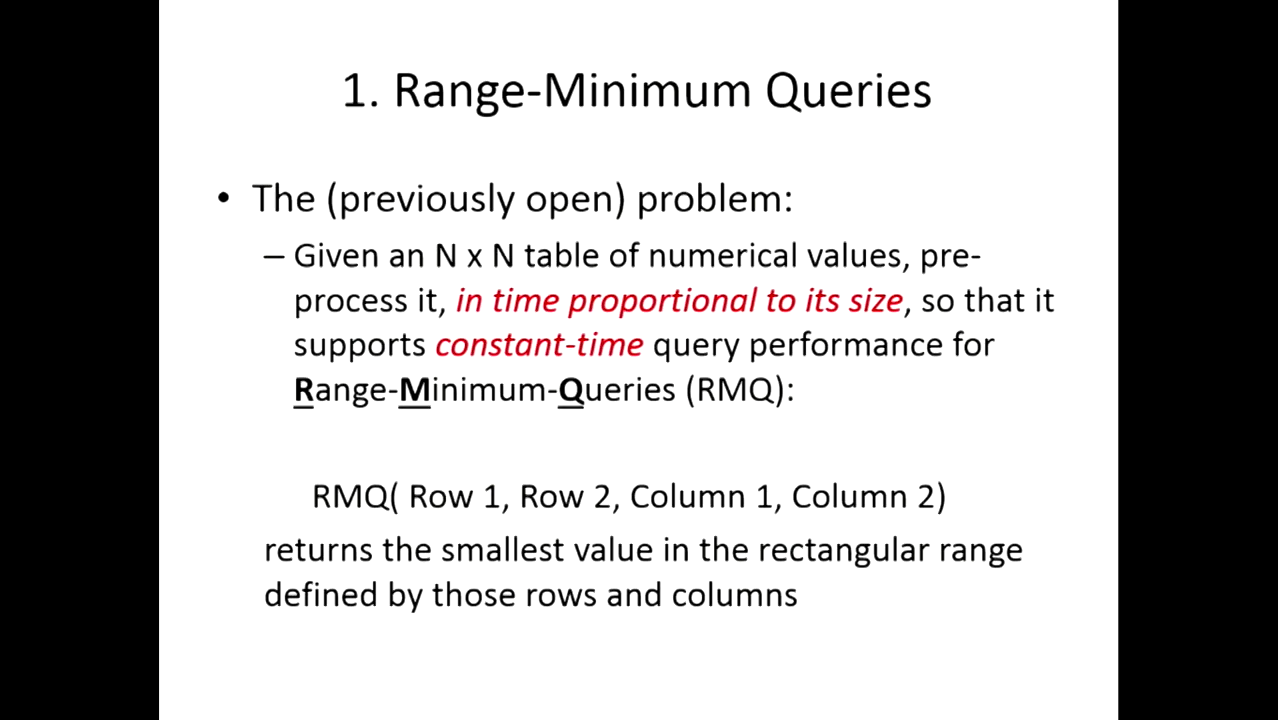 1. Range-Minimum Queries
• The (previously open) problem:
– Given an N x N table of numerical values, pre-
process it, in time proportional to its size, so that it
supports constant-time query performance for
Range-Minimum-Queries (RMQ):
RMQ( Row 1, Row 2, Column 1, Column 2)
returns the smallest value in the rectangular range
defined by those rows and columns